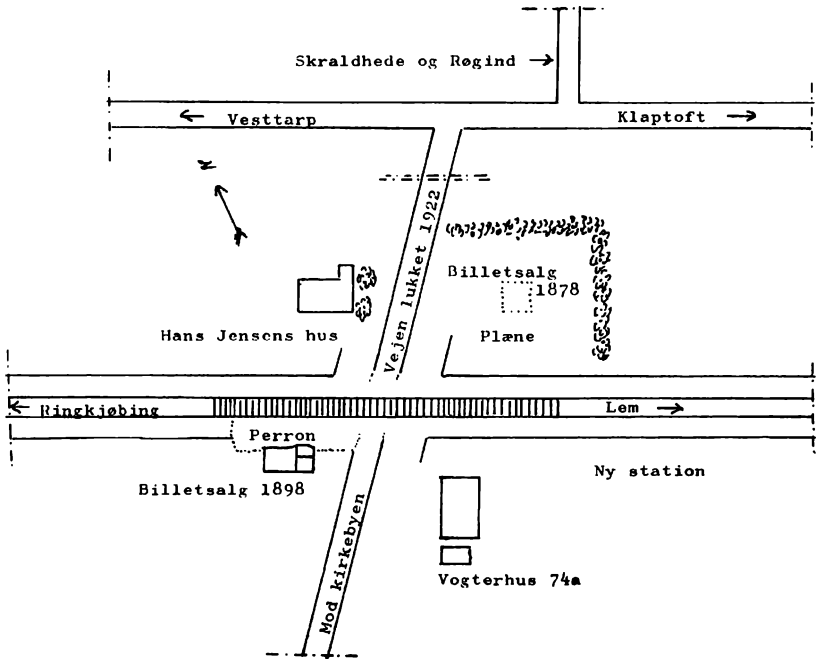 Skraldhede og Røgind
Vesttarp
Klaptoft
N
Vejen lukket 1922
Billetsalg
1878
Hans Jensens hus
Plæne
Ringkjøbing
Lem
Perron
Billetsalg 1898
Ny station
Mod kirkebyen
Vogterhus 74a